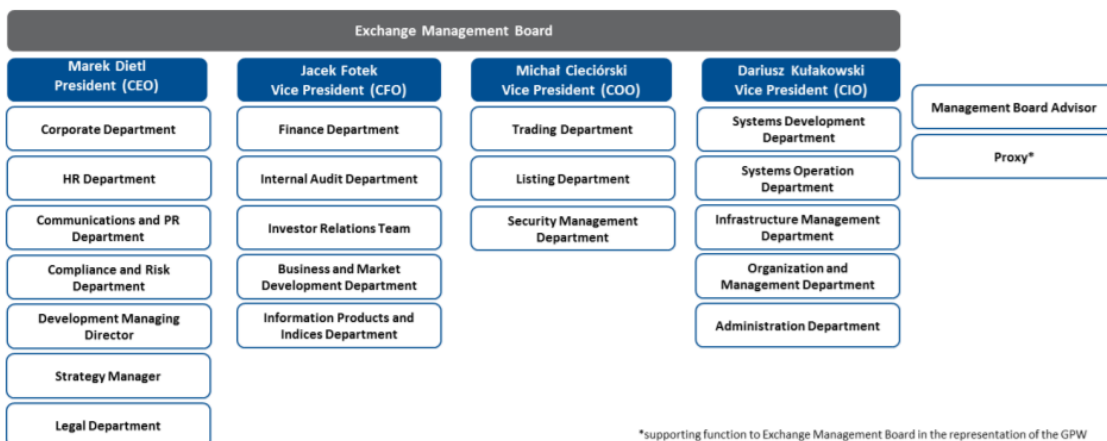 Exchange Management Board
Marek Dietl
President (CEO)
Corporate Department
HR Department
Communications and PR
Department
Compliance and Risk
Department
Development Managing
Director
Strategy Manager
Legal Department
Jacek Fotek
Vice President (CFO)
Finance Department
Internal Audit Department
Investor Relations Team
Business and Market
Development Department
Information Products and
Indices Department
Michał Cieciórski
Vice President (COO)
Trading Department
Listing Department
Security Management
Department
Dariusz Kułakowski
Vice President (CIO)
Systems Development
Department
Systems Operation
Department
Infrastructure Management
Department
Organization and
Management Department
Administration Department
Management Board Advisor
Proxy*
*supporting function to Exchange Management Board in the representation of the GPW